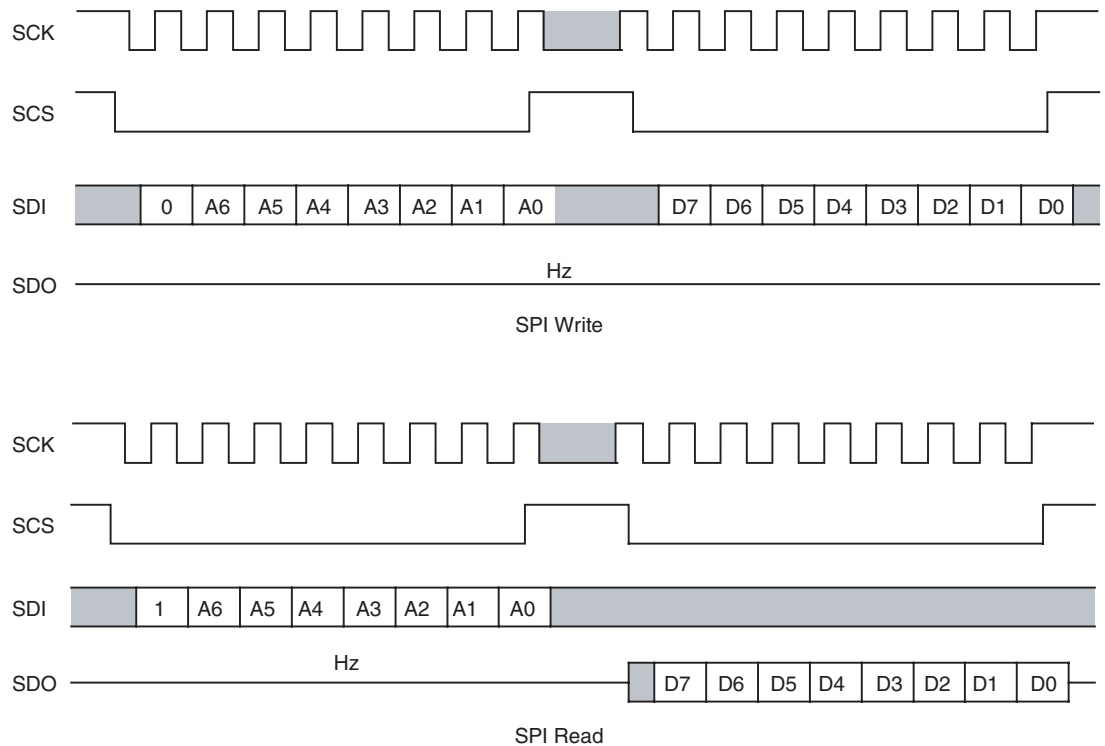 SCK
SCS
SDI 0 A6 A5 A4 A3 A2 A1 A0 D7 D6 D5 D4 D3 D2 D1 D0
Hz
SDO
SPI Write
SCK
SCS
SDI 1 A6 A5 A4 A3 A2 A1 A0
Hz
SDO D7 D6 D5 D4 D3 D2 D1 D0
SPI Read